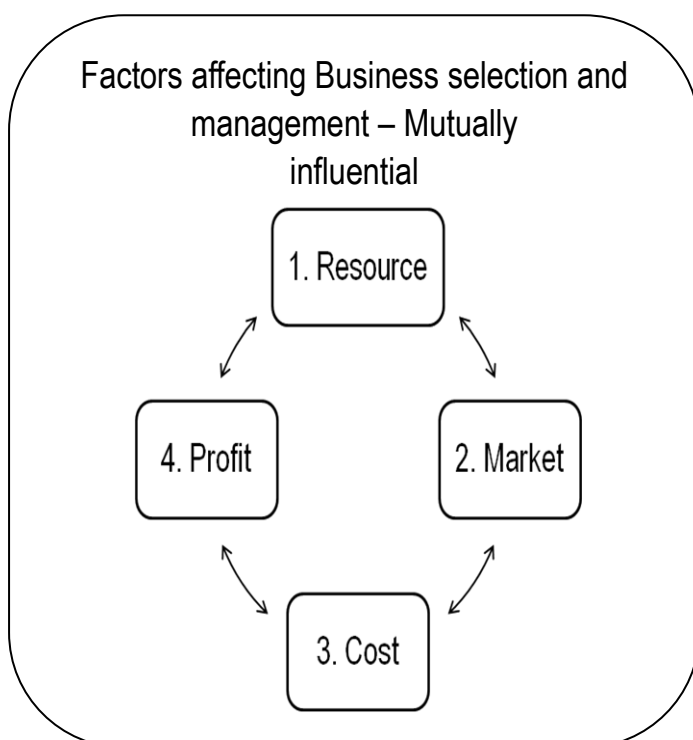 Factors affecting Business selection and
management – Mutually
influential
1. Resource
4. Profit
2. Market
3. Cost